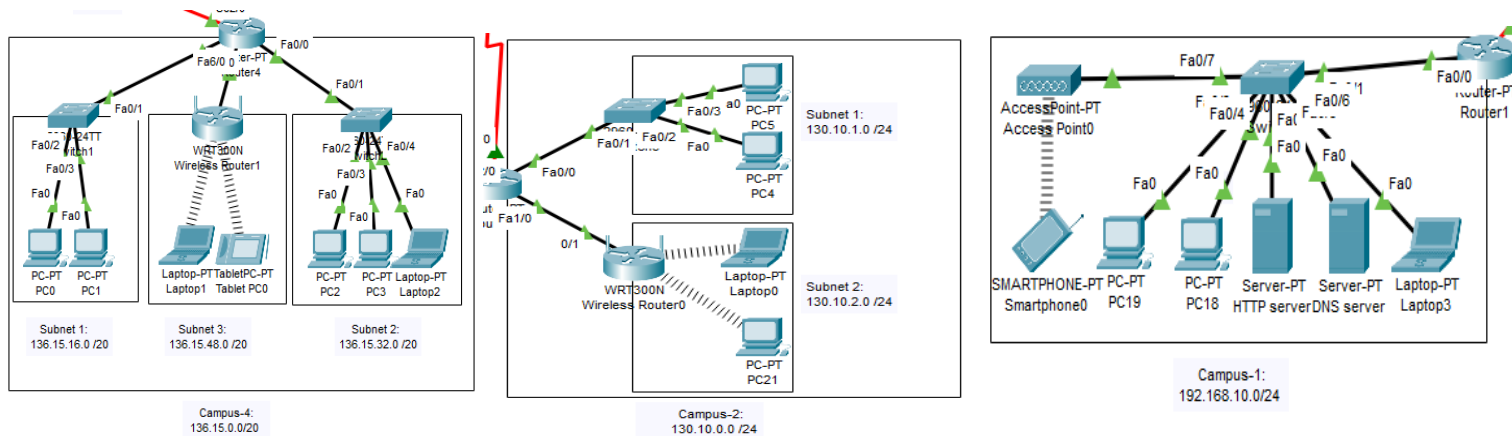 Fa0/0
Fa6/0
Router4
Fa0/1
Fa0/1
Fa0/2
Fa0/3
Fa0
Fa0
WRT300N
Wireless Router1
Fa0/2
Fa0/4
Fa0/3
Fa0
Fa0
Fa0
PC-PT
PC0
PC-PT
PC1
Laptop-PT
Laptop1
TabletPC-PT
Tablet PC0
PC-PT
PC2
PC-PT
PC3
Laptop-PT
Laptop2
Subnet 1:
136.15.16.0 /20
Subnet 3:
136.15.48.0 /20
Subnet 2:
136.15.32.0 /20
Campus-4:
136.15.0.0/20
Fa0/3
PC-PT
PC5
Fa0/1
Fa0/2
Fa0
PC-PT
PC4
Subnet 1:
130.10.1.0 /24
Fa0/0
Fa1/0
0/1
WRT300N
Wireless Router0
Laptop-PT
Laptop0
Subnet 2:
130.10.2.0 /24
PC-PT
PC21
Campus-2:
130.10.0.0 /24
Fa0/7
AccessPoint-PT
Access Point0
Fa0/4
Fa0/6
Fa0/0
Router-PT
Router1
Fa0
Fa0
Fa0
Fa0
Fa0
SMARTPHONE-PT
Smartphone0
PC-PT
PC19
PC-PT
PC18
Server-PT
HTTP server
Server-PT
DNS server
Laptop-PT
Laptop3
Campus-1:
192.168.10.0/24